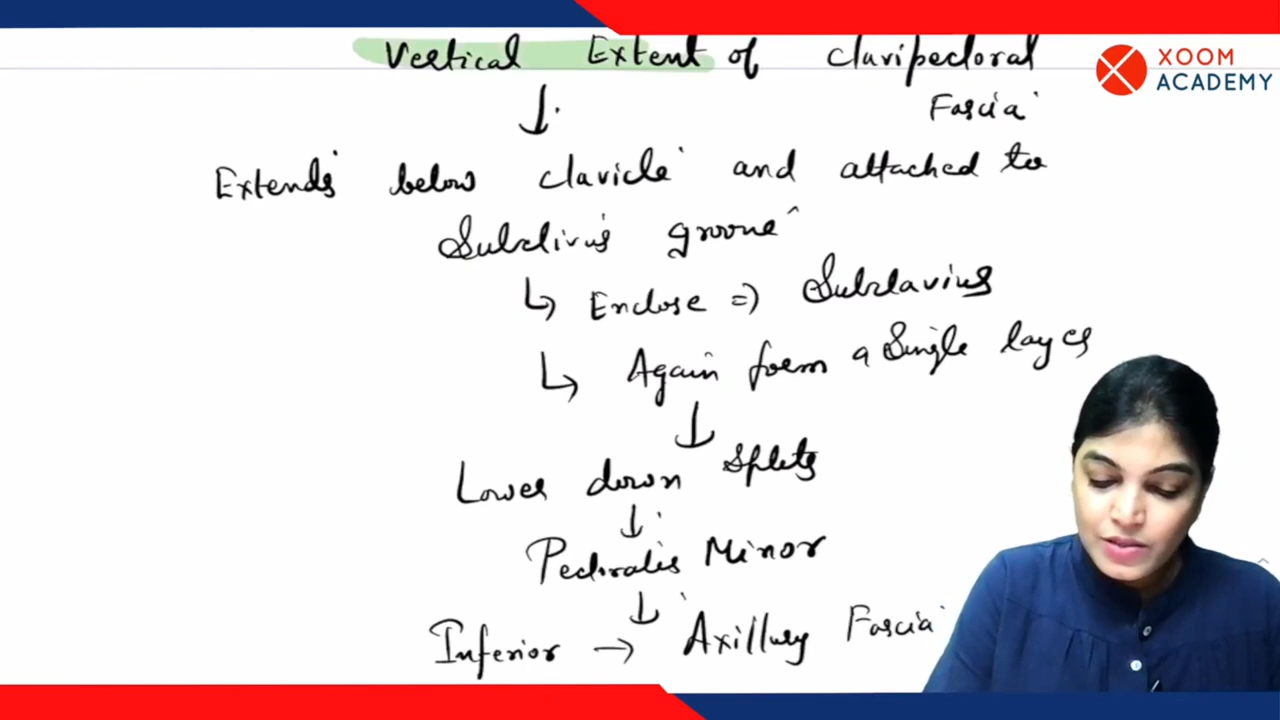 Vertical Extent of Clavipectoral
Fascia
XOOM
ACADEMY
Extends below clavicle and attached to
Subclivis groove
↳ Enclose => Subclavius
↳ Again form a Single layer
Lower down splits
Pectoralis Minor
Inferior → Axillary Fascia